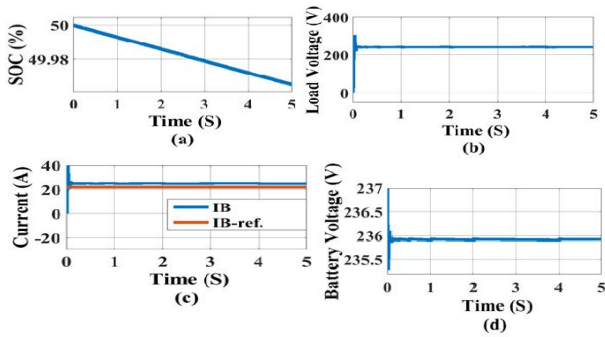 SOC (%)
50
49.98
0 1 2 3 4 5
Time (S)
(a)
Load Voltage (V)
400
200
0
0 1 2 3 4 5
Time (S)
(b)
Current (A)
40
20
0
-20
IB
IB-ref.
0 1 2 3 4 5
Time (S)
(c)
Battery Voltage (V)
237
236.5
236
235.5
0 1 2 3 4 5
Time (S)
(d)